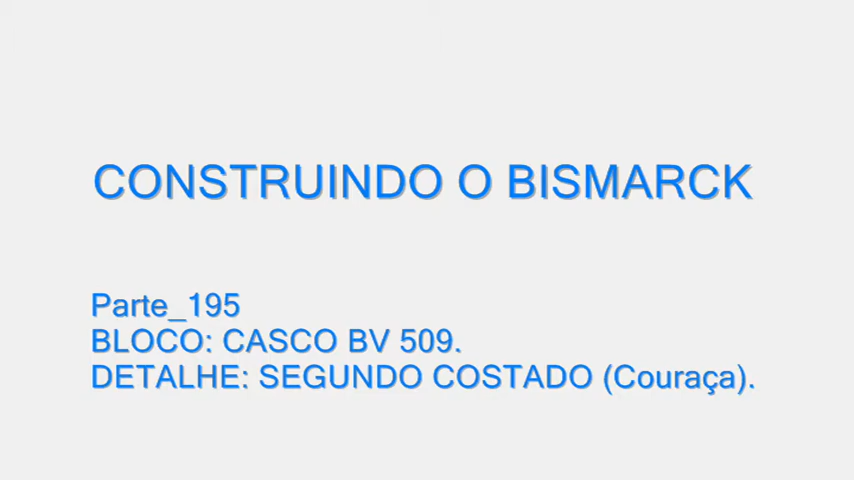 CONSTRUINDO O BISMARCK
Parte_195
BLOCO: CASCO BV 509.
DETALHE: SEGUNDO COSTADO (Couraça).